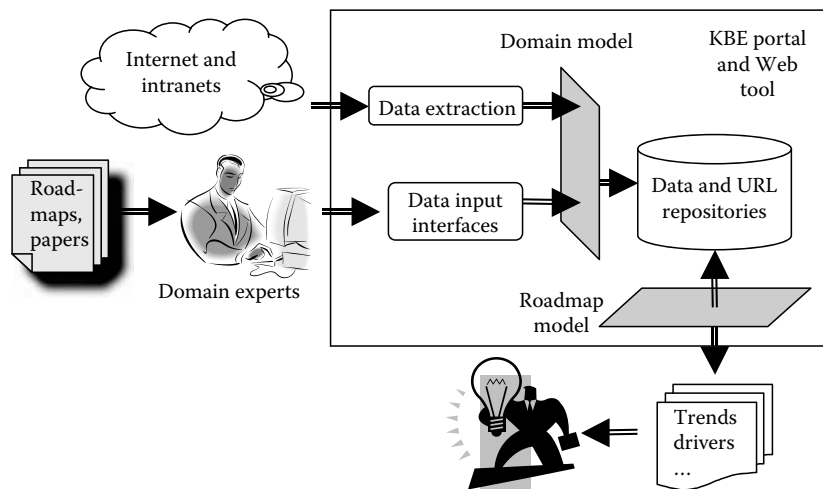 Internet and
intranets
Domain model
KBE portal
and Web
tool
Data extraction
Road-
maps,
papers
Domain experts
Data input
interfaces
Data and URL
repositories
Roadmap
model
Trends
drivers
...